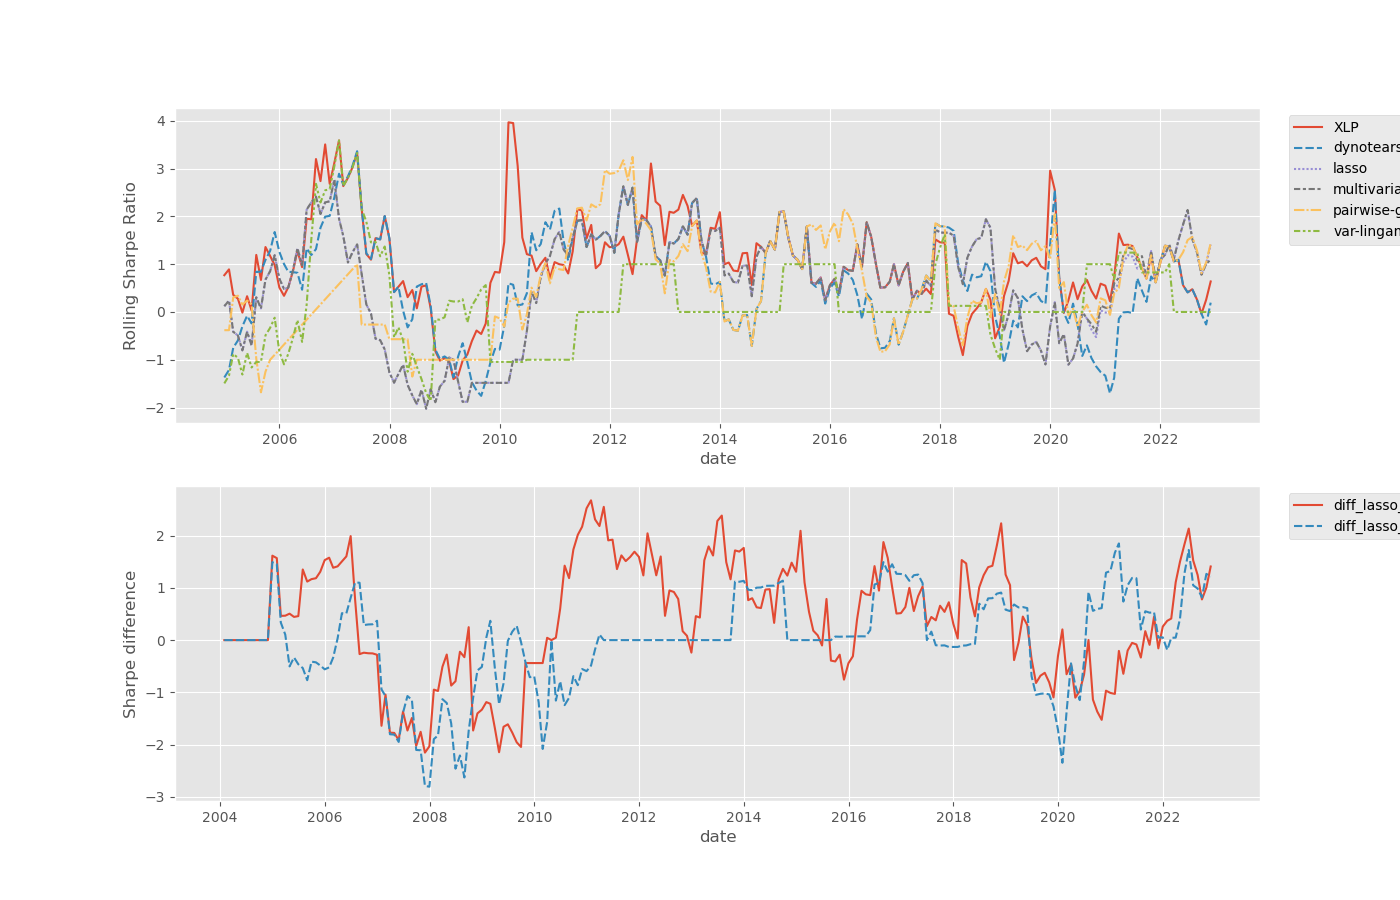 4
3
2
1
0
−1
−2
Rolling Sharpe Ratio
2006 2008 2010 2012 2014 2016 2018 2020 2022
date
XLP
dynotears
lasso
multivaria
pairwise-g
var-lingan
2
1
0
−1
−2
−3
Sharpe difference
2004 2006 2008 2010 2012 2014 2016 2018 2020 2022
date
diff_lasso_
diff_lasso_